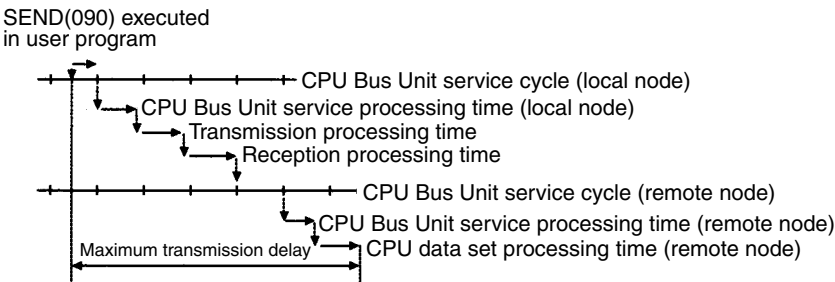 SEND(090) executed
in user program
CPU Bus Unit service cycle (local node)
CPU Bus Unit service processing time (local node)
Transmission processing time
Reception processing time
CPU Bus Unit service cycle (remote node)
CPU Bus Unit service processing time (remote node)
Maximum transmission delay
CPU data set processing time (remote node)